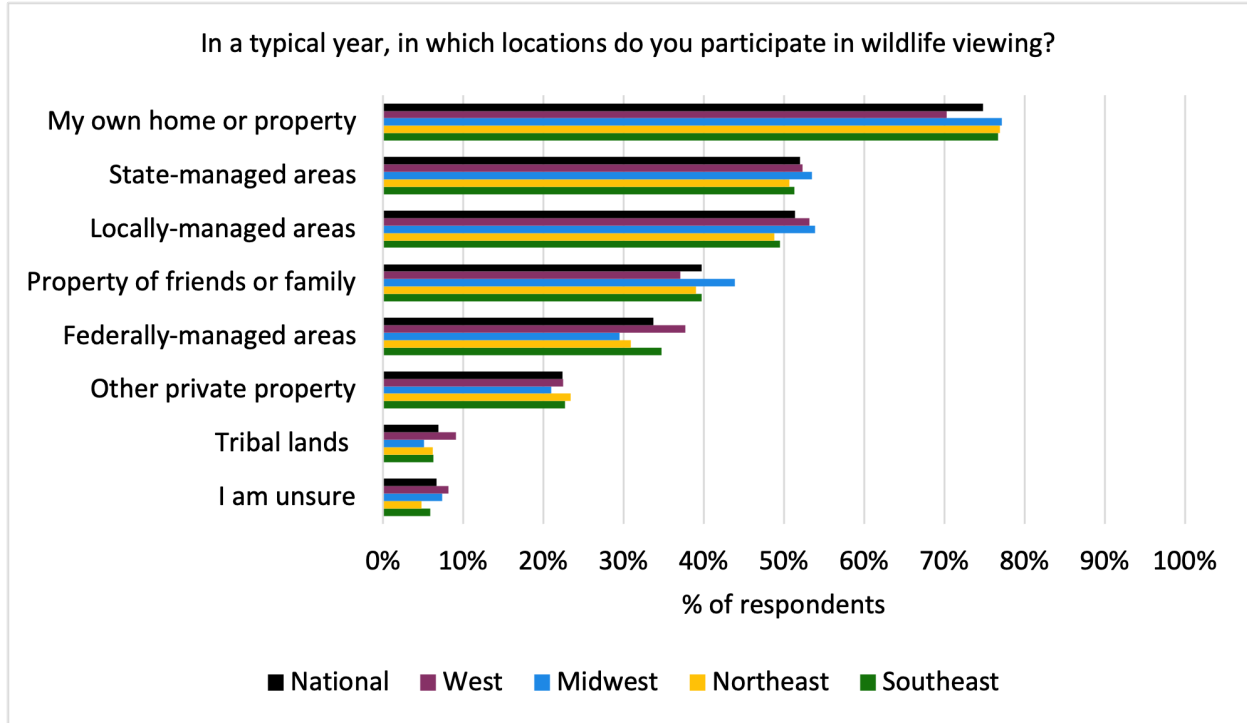 In a typical year, in which locations do you participate in wildlife viewing?
My own home or property
State-managed areas
Locally-managed areas
Property of friends or family
Federally-managed areas
Other private property
Tribal lands
I am unsure
0% 10% 20% 30% 40% 50% 60% 70% 80% 90% 100%
% of respondents
National West Midwest Northeast Southeast